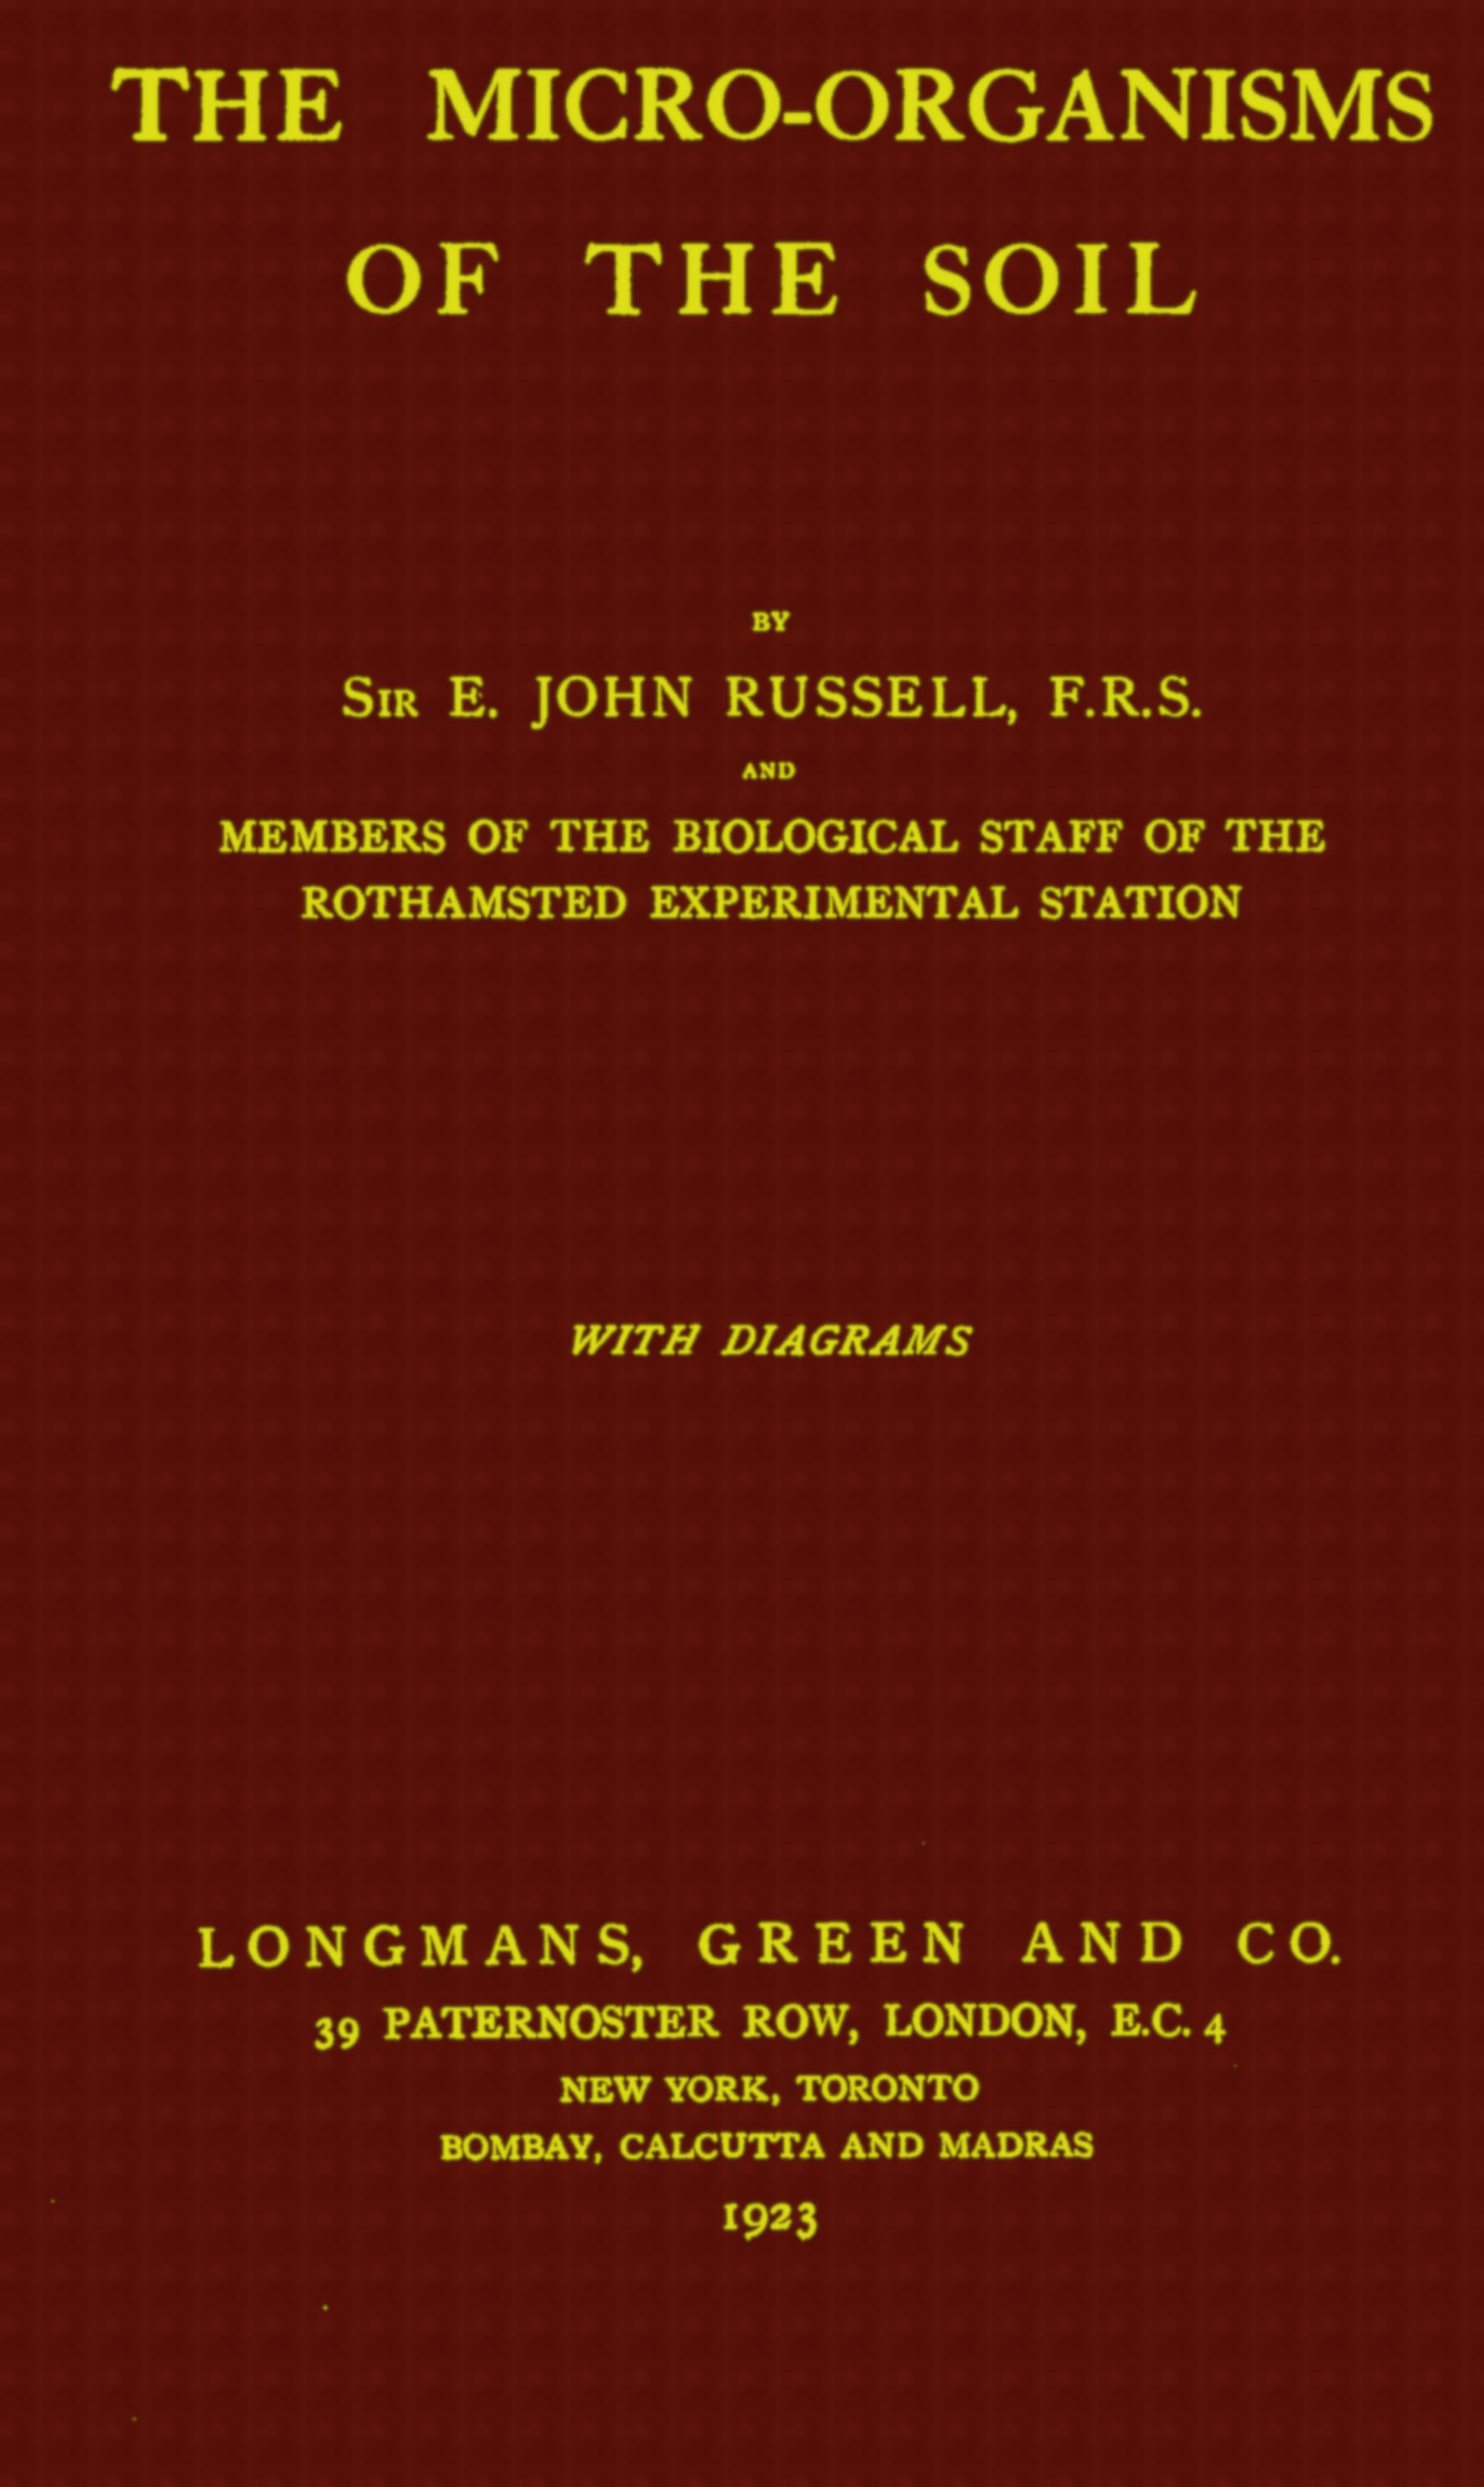 THE MICRO-ORGANISMS
OF THE SOIL
BY
SIR E. JOHN RUSSELL, F.R.S.
AND
MEMBERS OF THE BIOLOGICAL STAFF OF THE
ROTHAMSTED EXPERIMENTAL STATION
WITH DIAGRAMS
LONGMANS, GREEN AND CO.
39 PATERNOSTER ROW, LONDON, E.C. 4
NEW YORK, TORONTO
BOMBAY, CALCUTTA AND MADRAS
1923